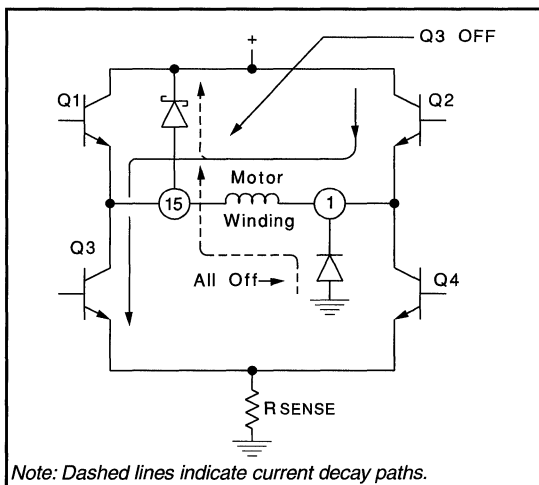 +
Q3 OFF
Q1
Q2
Motor
15
1
Winding
Q3
All Off
Q4
RSENSE
Note: Dashed lines indicate current decay paths.